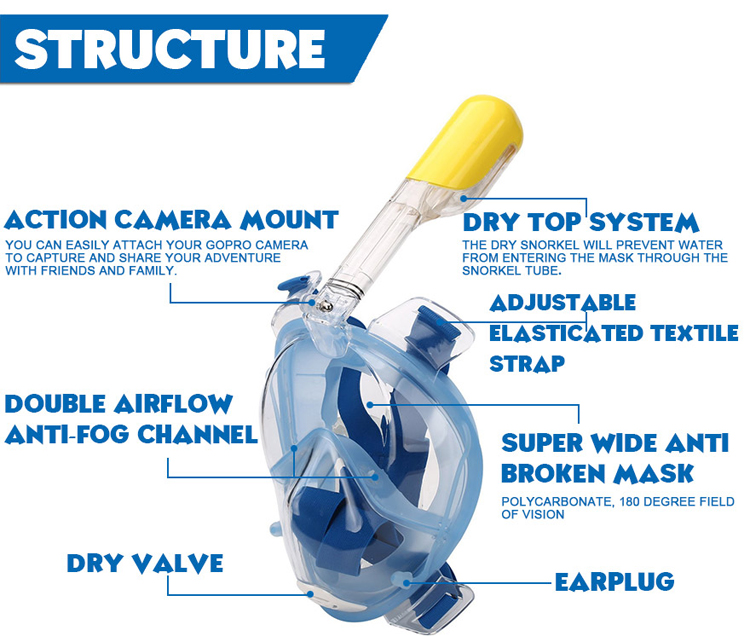 STRUCTURE
ACTION CAMERA MOUNT
YOU CAN EASILY ATTACH YOUR GOPRO CAMERA
TO CAPTURE AND SHARE YOUR ADVENTURE
WITH FRIENDS AND FAMILY.
DRY TOP SYSTEM
THE DRY SNORKEL WILL PREVENT WATER
FROM ENTERING THE MASK THROUGH THE
SNORKEL TUBE.
ADJUSTABLE
ELASTICATED TEXTILE
STRAP
DOUBLE AIRFLOW
ANTI-FOG CHANNEL
SUPER WIDE ANTI
BROKEN MASK
POLYCARBONATE, 180 DEGREE FIELD
OF VISION
DRY VALVE
EARPLUG